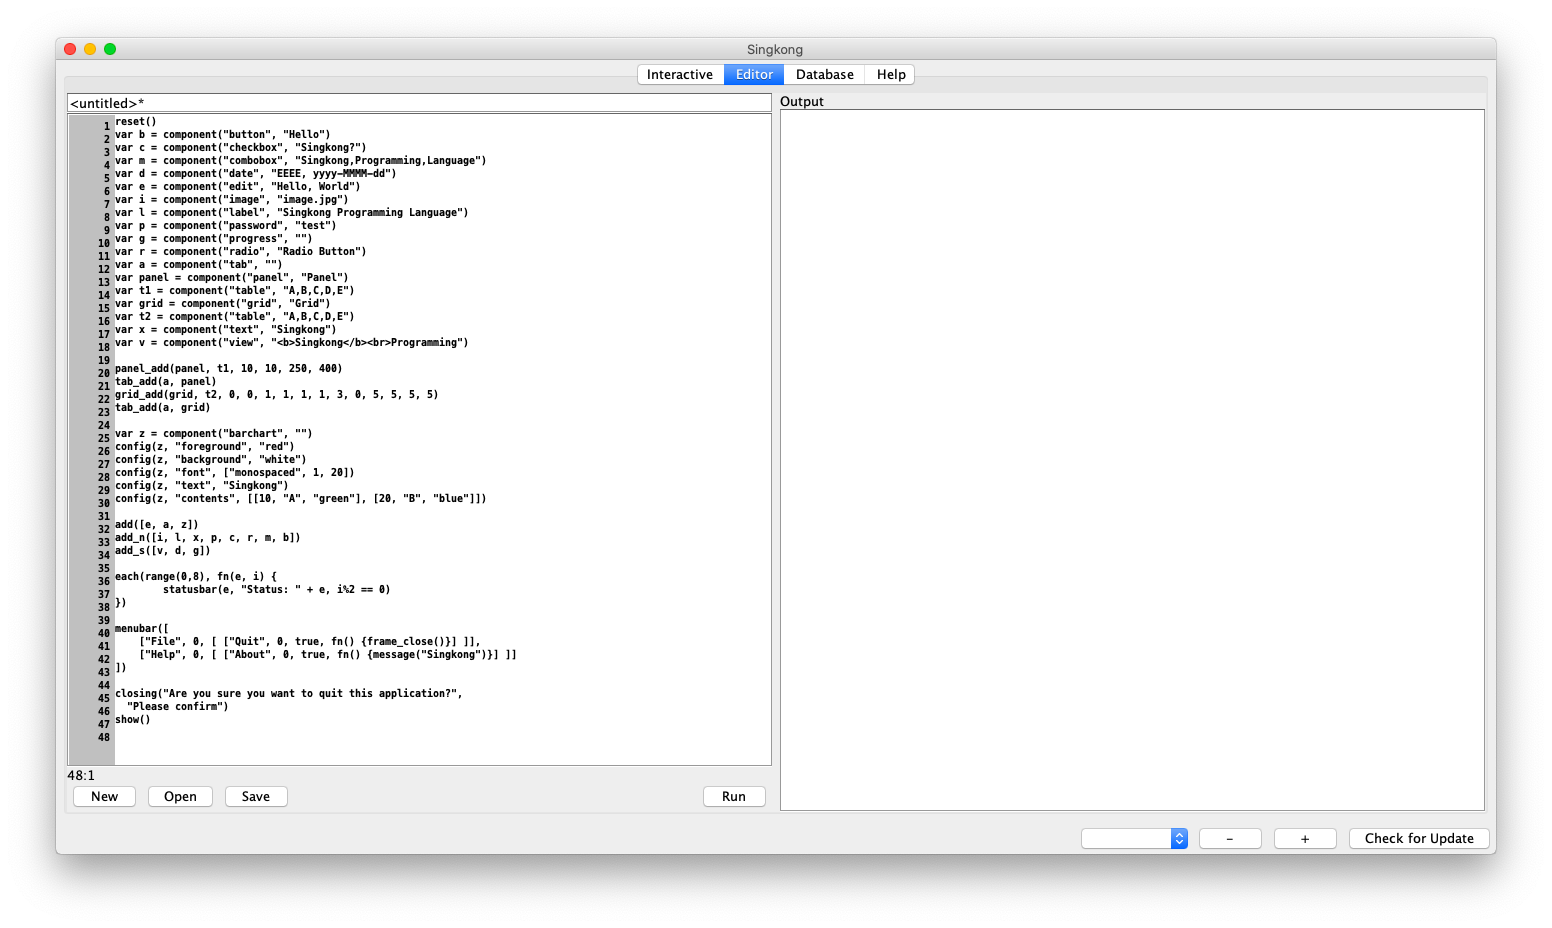 Singkong
Interactive Editor Database Help
<untitled>*
Output
1 reset()
2 var b = component("button", "Hello")
3 var c = component("checkbox", "Singkong?")
4 var m = component("combobox", "Singkong,Programming,Language")
5 var d = component("date", "EEEE, yyyy-MMMM-dd")
6 var e = component("edit", "Hello, World")
7 var i = component("image", "image.jpg")
8 var l = component("label", "Singkong Programming Language")
9 var p = component("password", "test")
10 var g = component("progress", "")
11 var r = component("radio", "Radio Button")
12 var a = component("tab", "")
13 var panel = component("panel", "Panel")
14 var t1 = component("table", "A,B,C,D,E")
15 var grid = component("grid", "Grid")
16 var t2 = component("table", "A,B,C,D,E")
17 var x = component("text", "Singkong")
18 var v = component("view", "<b>Singkong</b><br>Programming")
19
20 panel_add(panel, t1, 10, 10, 250, 400)
21 tab_add(a, panel)
22 grid_add(grid, t2, 0, 0, 1, 1, 1, 1, 3, 0, 5, 5, 5, 5)
23 tab_add(a, grid)
24
25 var z = component("barchart", "")
26 config(z, "foreground", "red")
27 config(z, "background", "white")
28 config(z, "font", ["monospaced", 1, 20])
29 config(z, "text", "Singkong")
30 config(z, "contents", [[10, "A", "green"], [20, "B", "blue"]])
31
32 add([e, a, z])
33 add_n([i, l, x, p, c, r, m, b])
34 add_s([v, d, g])
35
36 each(range(0,8), fn(e, i) {
37         statusbar(e, "Status: " + e, i%2 == 0)
38 })
39
40 menubar([
41     ["File", 0, [ ["Quit", 0, true, fn() {frame_close()}] ]],
42     ["Help", 0, [ ["About", 0, true, fn() {message("Singkong")}] ]]
43 ])
44
45 closing("Are you sure you want to quit this application?",
46   "Please confirm")
47 show()
48
48:1
New Open Save Run
- + Check for Update